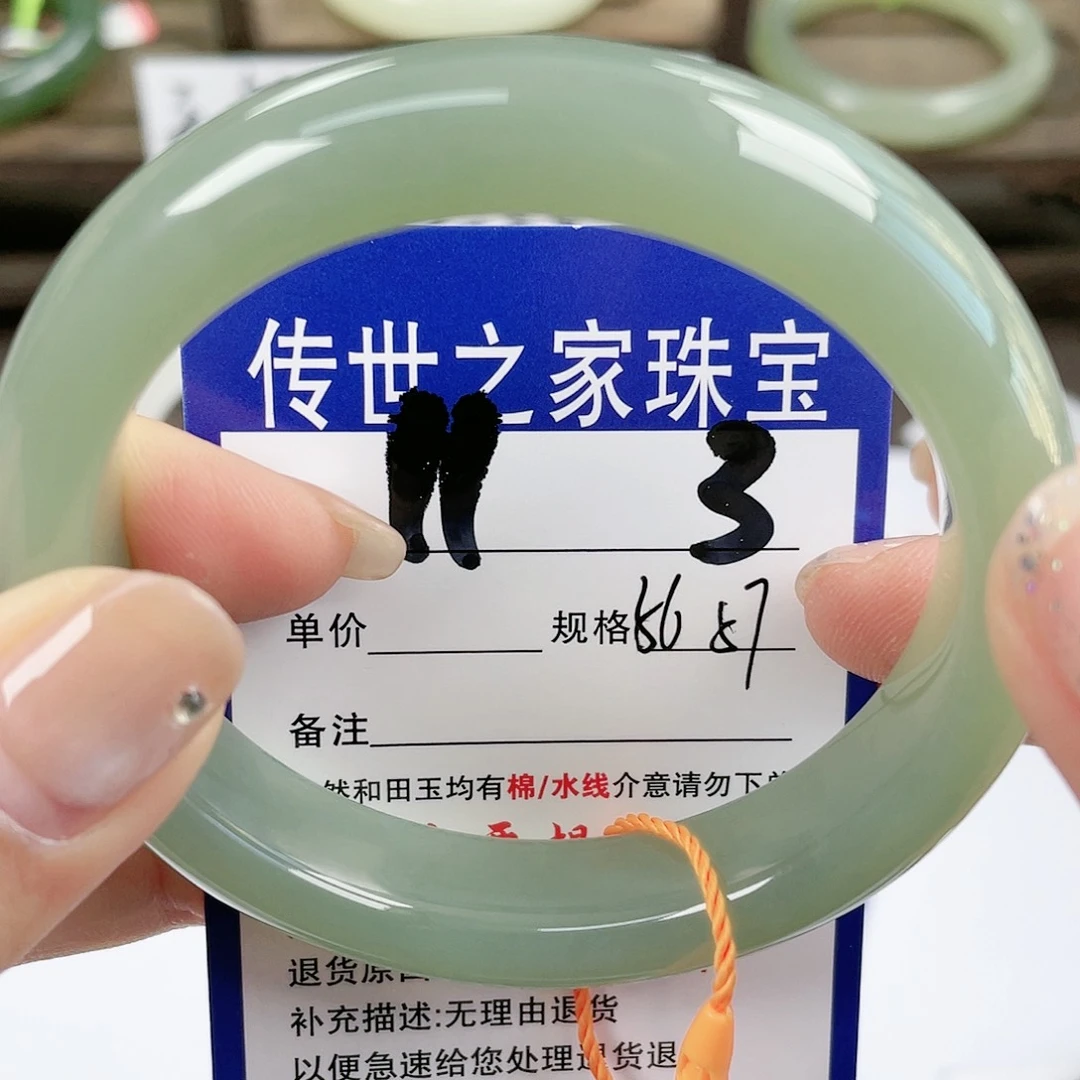 传世之家珠宝
11 3
单价 规格 56 57
备注
然和田玉均有棉/水线介意请勿下
退货原
补充描述:无理由退货
以便急速给您处理退货退